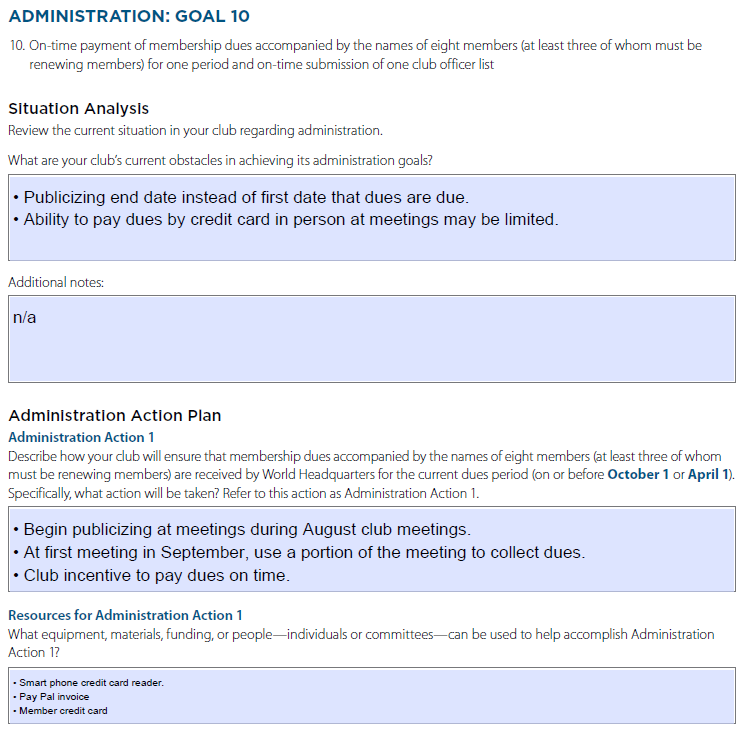 ADMINISTRATION: GOAL 10
10. On-time payment of membership dues accompanied by the names of eight members (at least three of whom must be
renewing members) for one period and on-time submission of one club officer list
Situation Analysis
Review the current situation in your club regarding administration.
What are your club's current obstacles in achieving its administration goals?
• Publicizing end date instead of first date that dues are due.
• Ability to pay dues by credit card in person at meetings may be limited.
Additional notes:
n/a
Administration Action Plan
Administration Action 1
Describe how your club will ensure that membership dues accompanied by the names of eight members (at least three of whom
must be renewing members) are received by World Headquarters for the current dues period (on or before October 1 or April 1).
Specifically, what action will be taken? Refer to this action as Administration Action 1.
• Begin publicizing at meetings during August club meetings.
• At first meeting in September, use a portion of the meeting to collect dues.
• Club incentive to pay dues on time.
Resources for Administration Action 1
What equipment, materials, funding, or people—individuals or committees—can be used to help accomplish Administration
Action 1?
• Smart phone credit card reader.
• Pay Pal invoice
• Member credit card